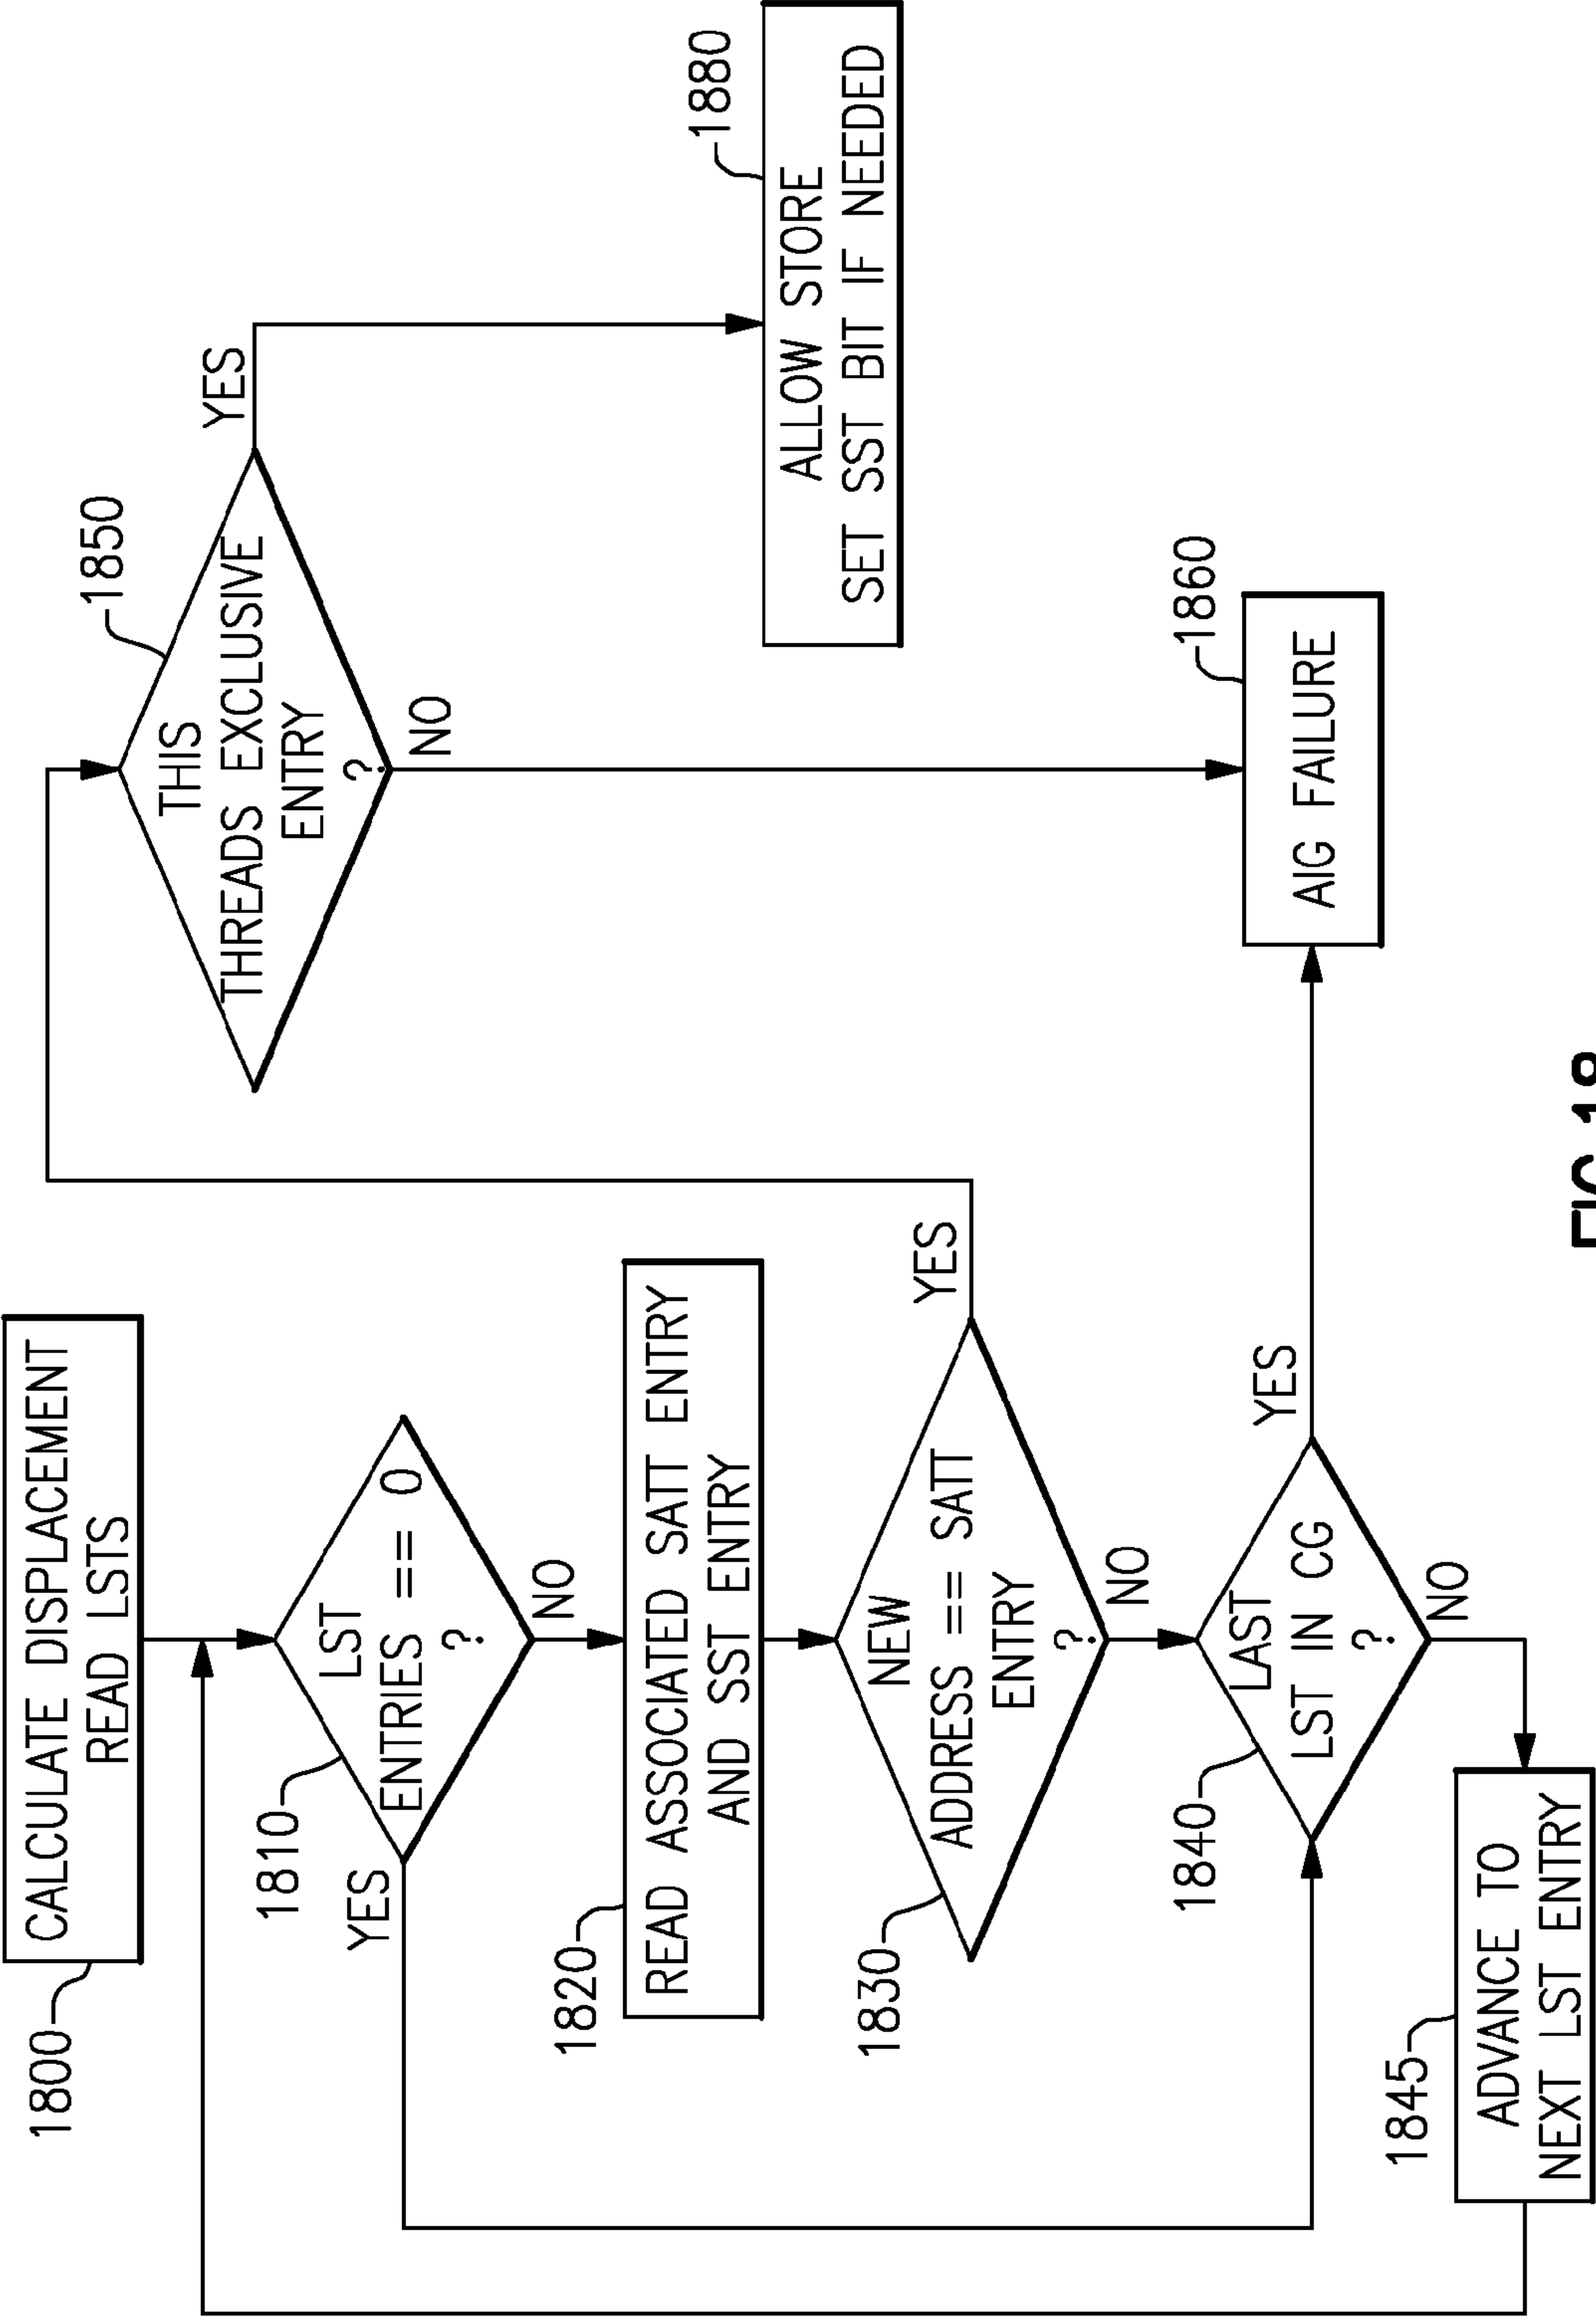 1800
CALCULATE DISPLACEMENT
READ LSTS
1810
LST
ENTRIES == 0
?
YES
NO
1820
READ ASSOCIATED SATT ENTRY
AND SST ENTRY
1830
NEW
ADDRESS == SATT
ENTRY
?
YES
NO
1840
LAST
LST IN CG
?
YES
NO
1845
ADVANCE TO
NEXT LST ENTRY
1850
THIS
THREADS EXCLUSIVE
ENTRY
?
YES
NO
1880
ALLOW STORE
SET SST BIT IF NEEDED
1860
AIG FAILURE
FIG.18